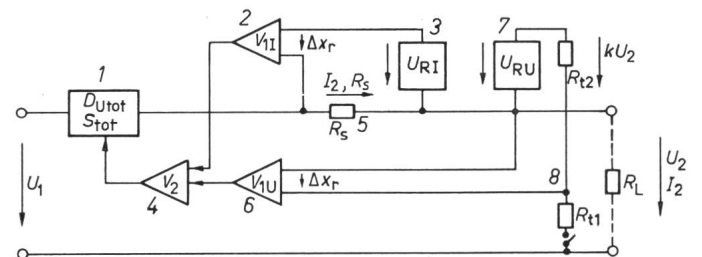 2
3
7
V1I
Δxr
URI
URU
Rt2
kU2
1
I2, Rs
DUtot
Stot
Rs
5
U1
V2
4
V1U
6
Δxr
8
Rt1
RL
U2
I2